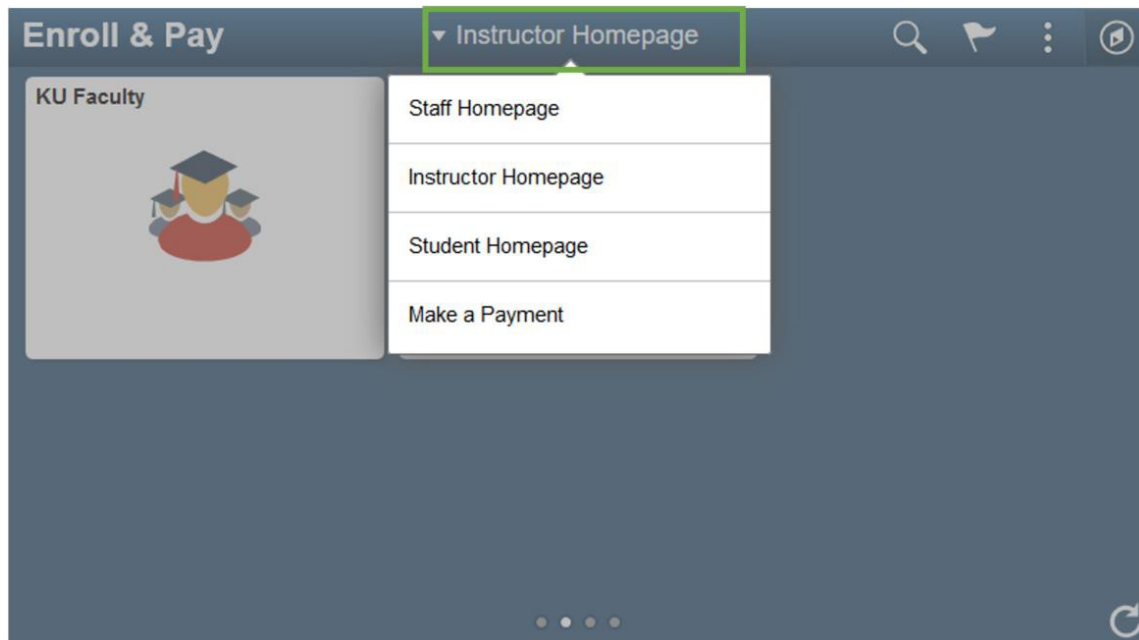 Enroll & Pay
Instructor Homepage
KU Faculty
Staff Homepage
Instructor Homepage
Student Homepage
Make a Payment